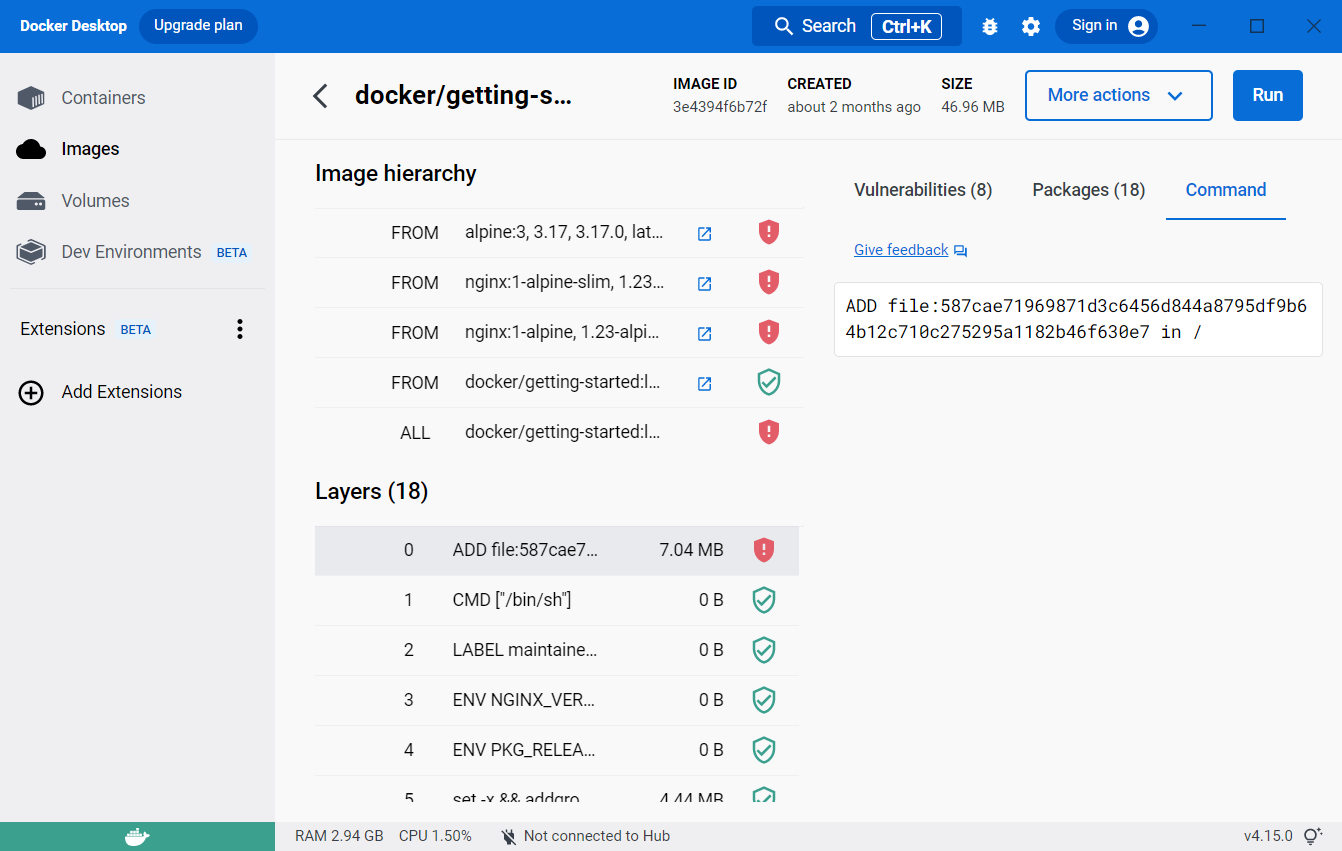 Docker Desktop
Upgrade plan
Search
Ctrl+K
Sign in
Containers
Images
Volumes
Dev Environments BETA
Extensions BETA
Add Extensions
docker/getting-s...
IMAGE ID
3e4394f6b72f
CREATED
about 2 months ago
SIZE
46.96 MB
More actions
Run
Image hierarchy
FROM alpine:3, 3.17, 3.17.0, lat...
FROM nginx:1-alpine-slim, 1.23...
FROM nginx:1-alpine, 1.23-alpi...
FROM docker/getting-started:l...
ALL docker/getting-started:l...
Layers (18)
0 ADD file:587cae7... 7.04 MB
1 CMD ["/bin/sh"] 0 B
2 LABEL maintaine... 0 B
3 ENV NGINX_VER... 0 B
4 ENV PKG_RELEA... 0 B
5 set -x && addgro 4.44 MB
Vulnerabilities (8)
Packages (18)
Command
Give feedback
ADD file:587cae71969871d3c6456d844a8795df9b6
4b12c710c275295a1182b46f630e7 in /
RAM 2.94 GB CPU 1.50% Not connected to Hub
v4.15.0